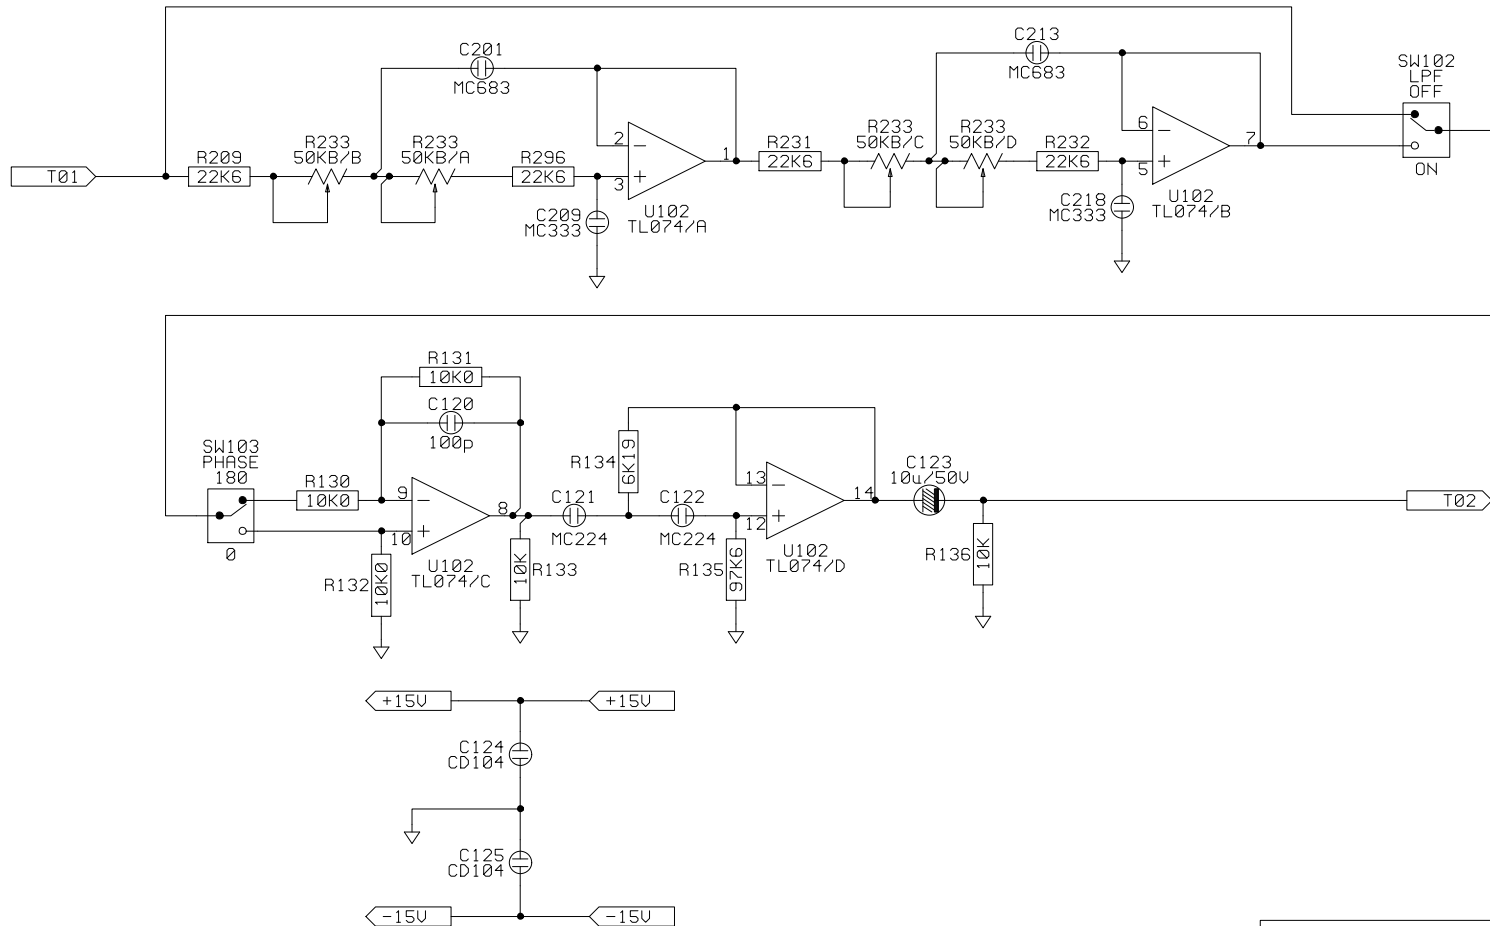 C201
MC683
C213
MC683
SW102
LPF
OFF
ON
T01
R209
22K6
R233
50KB/B
R233
50KB/A
R296
22K6
2
3
1
C209
MC333
U102
TL074/A
R231
22K6
R233
50KB/C
R233
50KB/D
R232
22K6
6
5
7
C218
MC333
U102
TL074/B
R131
10K0
C120
100p
SW103
PHASE
180
0
R130
10K0
9
10
8
R132
10K0
U102
TL074/C
R133
10K
C121
MC224
R134
6K19
C122
MC224
13
12
14
R135
97K6
U102
TL074/D
C123
10u/50V
R136
10K
T02
+15V
+15V
C124
CD104
C125
CD104
-15V
-15V